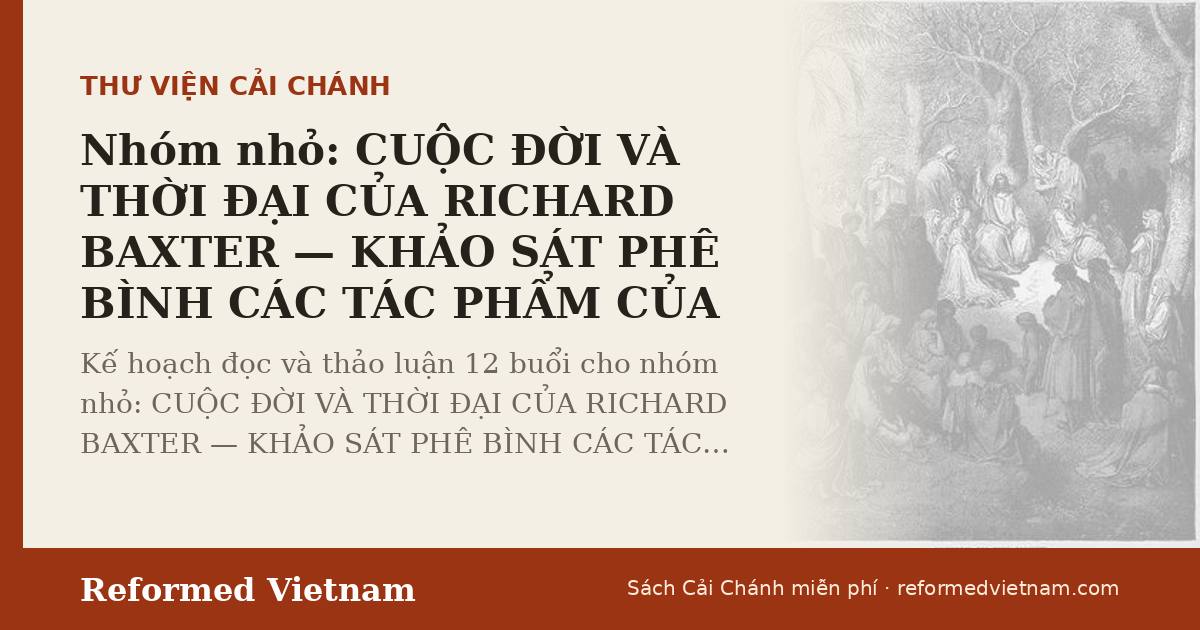 THƯ VIỆN CẢI CHÁNH
Nhóm nhỏ: CUỘC ĐỜI VÀ
THỜI ĐẠI CỦA RICHARD
BAXTER — KHẢO SÁT PHÊ
BÌNH CÁC TÁC PHẨM CỦA
Kế hoạch đọc và thảo luận 12 buổi cho nhóm
nhỏ: CUỘC ĐỜI VÀ THỜI ĐẠI CỦA RICHARD
BAXTER — KHẢO SÁT PHÊ BÌNH CÁC TÁC...
Reformed Vietnam
Sách Cải Chánh miễn phí · reformedvietnam.com